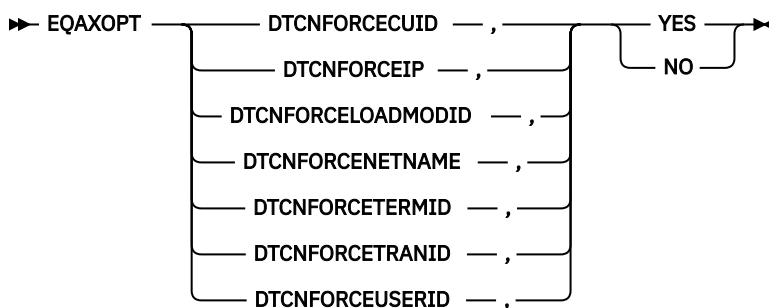 EQAXOPT DTCNFORCECUID , YES
DTCNFORCEIP , NO
DTCNFORCELOADMODID ,
DTCNFORCENETNAME ,
DTCNFORCETERMID ,
DTCNFORCETRANID ,
DTCNFORCEUSERID ,